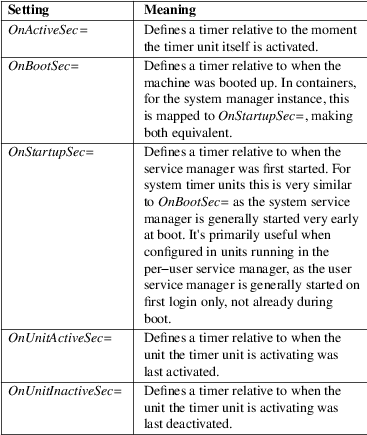 Setting Meaning
OnActiveSec= Defines a timer relative to the moment
the timer unit itself is activated.
OnBootSec= Defines a timer relative to when the
machine was booted up. In containers,
for the system manager instance, this
is mapped to OnStartupSec=, making
both equivalent.
OnStartupSec= Defines a timer relative to when the
service manager was first started. For
system timer units this is very similar
to OnBootSec= as the system service
manager is generally started very early
at boot. It's primarily useful when
configured in units running in the
per−user service manager, as the user
service manager is generally started on
first login only, not already during
boot.
OnUnitActiveSec= Defines a timer relative to when the
unit the timer unit is activating was
last activated.
OnUnitInactiveSec= Defines a timer relative to when the
unit the timer unit is activating was
last deactivated.